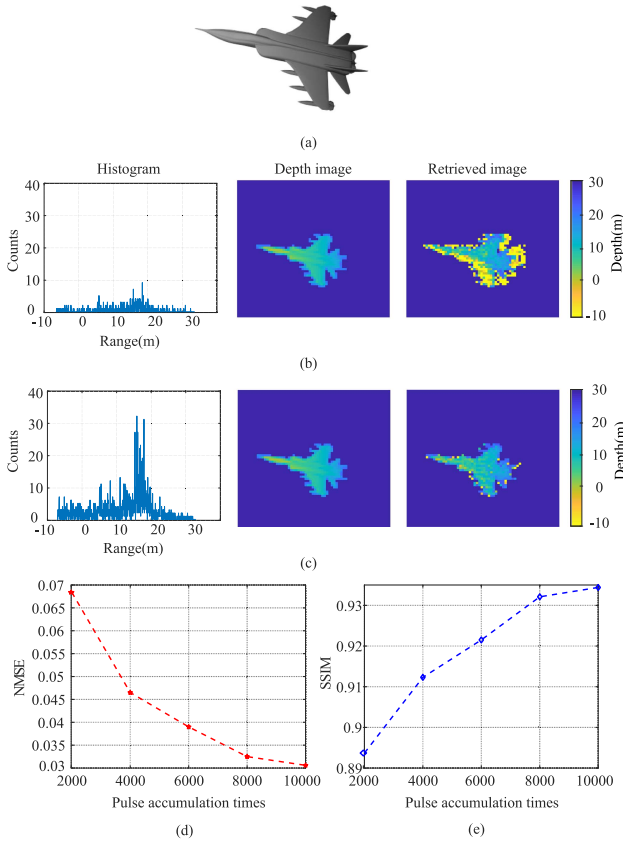 (a)
Histogram
Depth image
Retrieved image
40
30
20
10
0
Counts
-10 0 10 20 30
Range(m)
30
20
10
0
-10
Depth(m)
(b)
40
30
20
10
0
Counts
-10 0 10 20 30
Range(m)
30
20
10
0
-10
Depth(m)
(c)
0.07
0.065
0.06
0.055
0.05
0.045
0.04
0.035
0.03
NMSE
2000 4000 6000 8000 10000
Pulse accumulation times
(d)
0.93
0.92
0.91
0.9
0.89
SSIM
2000 4000 6000 8000 10000
Pulse accumulation times
(e)